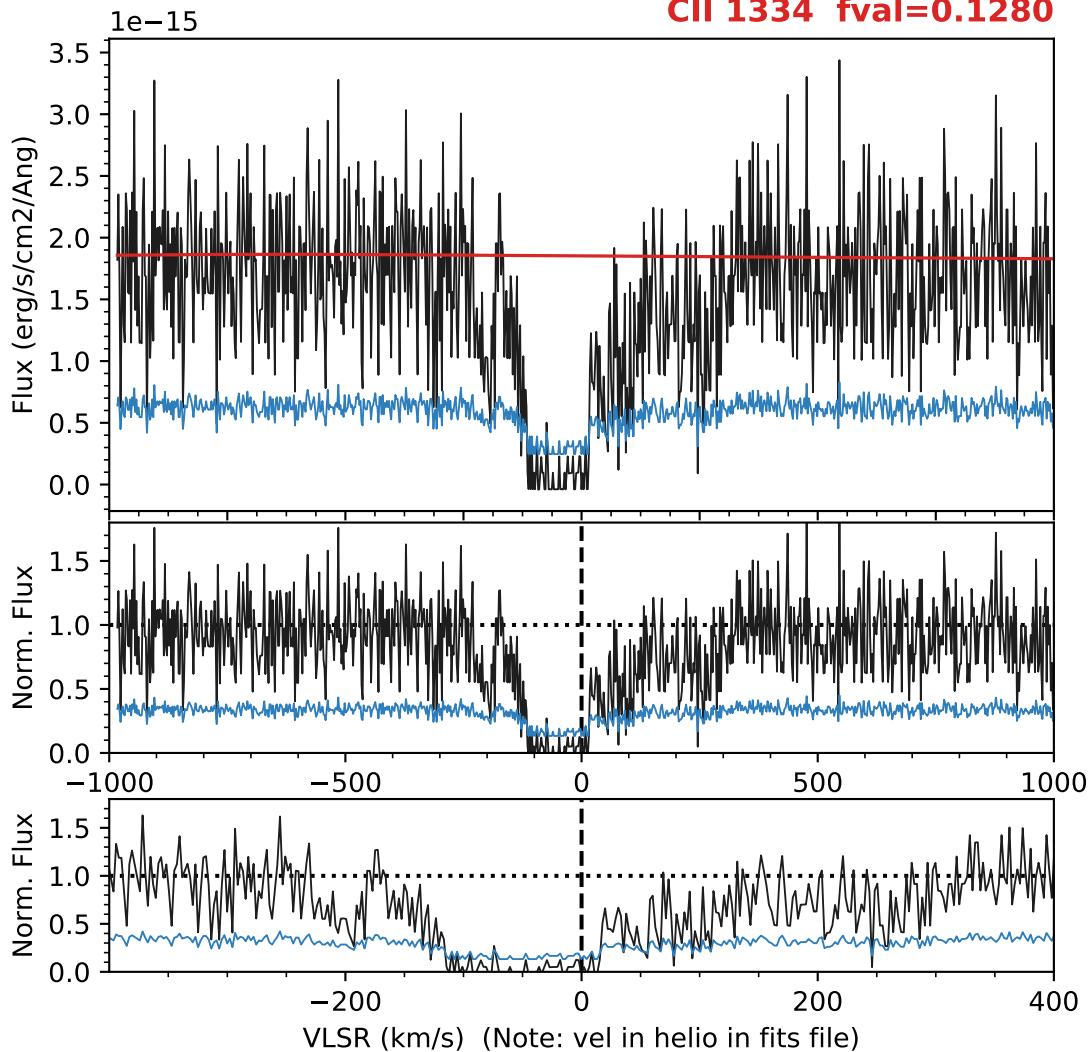 CII 1334 fval=0.1280
1e−15
3.5
3.0
2.5
2.0
1.5
1.0
0.5
0.0
Flux (erg/s/cm2/Ang)
1.5
1.0
0.5
0.0
Norm. Flux
−1000 −500 0 500 1000
1.5
1.0
0.5
0.0
Norm. Flux
−200 0 200 400
VLSR (km/s) (Note: vel in helio in fits file)